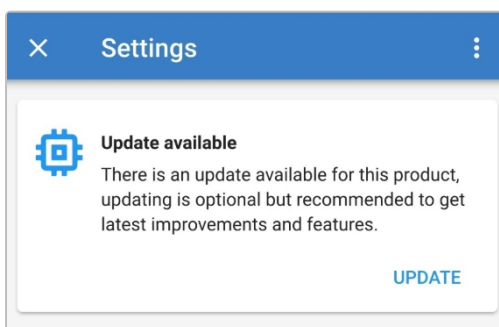 Settings
Update available
There is an update available for this product,
updating is optional but recommended to get
latest improvements and features.
UPDATE